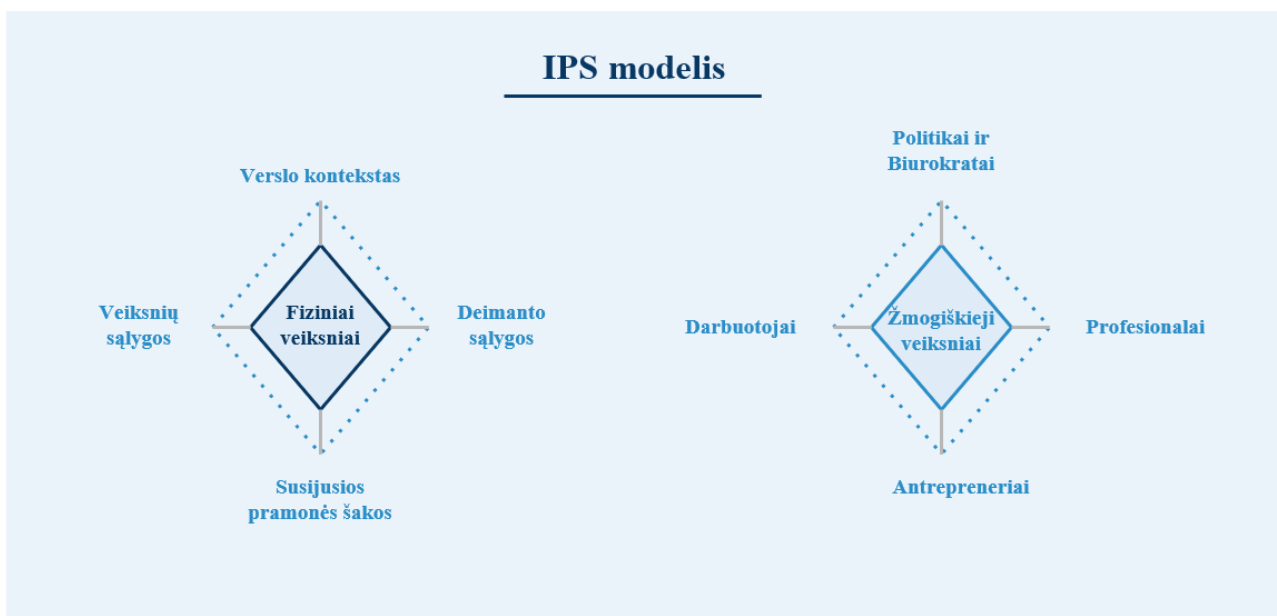 IPS modelis
Verslo kontekstas
Veiksnių
sąlygos
Fiziniai
veiksniai
Deimanto
sąlygos
Susijusios
pramonės šakos
Politikai ir
Biurokratai
Darbuotojai
Žmogiškieji
veiksniai
Profesionalai
Antrepreneriai